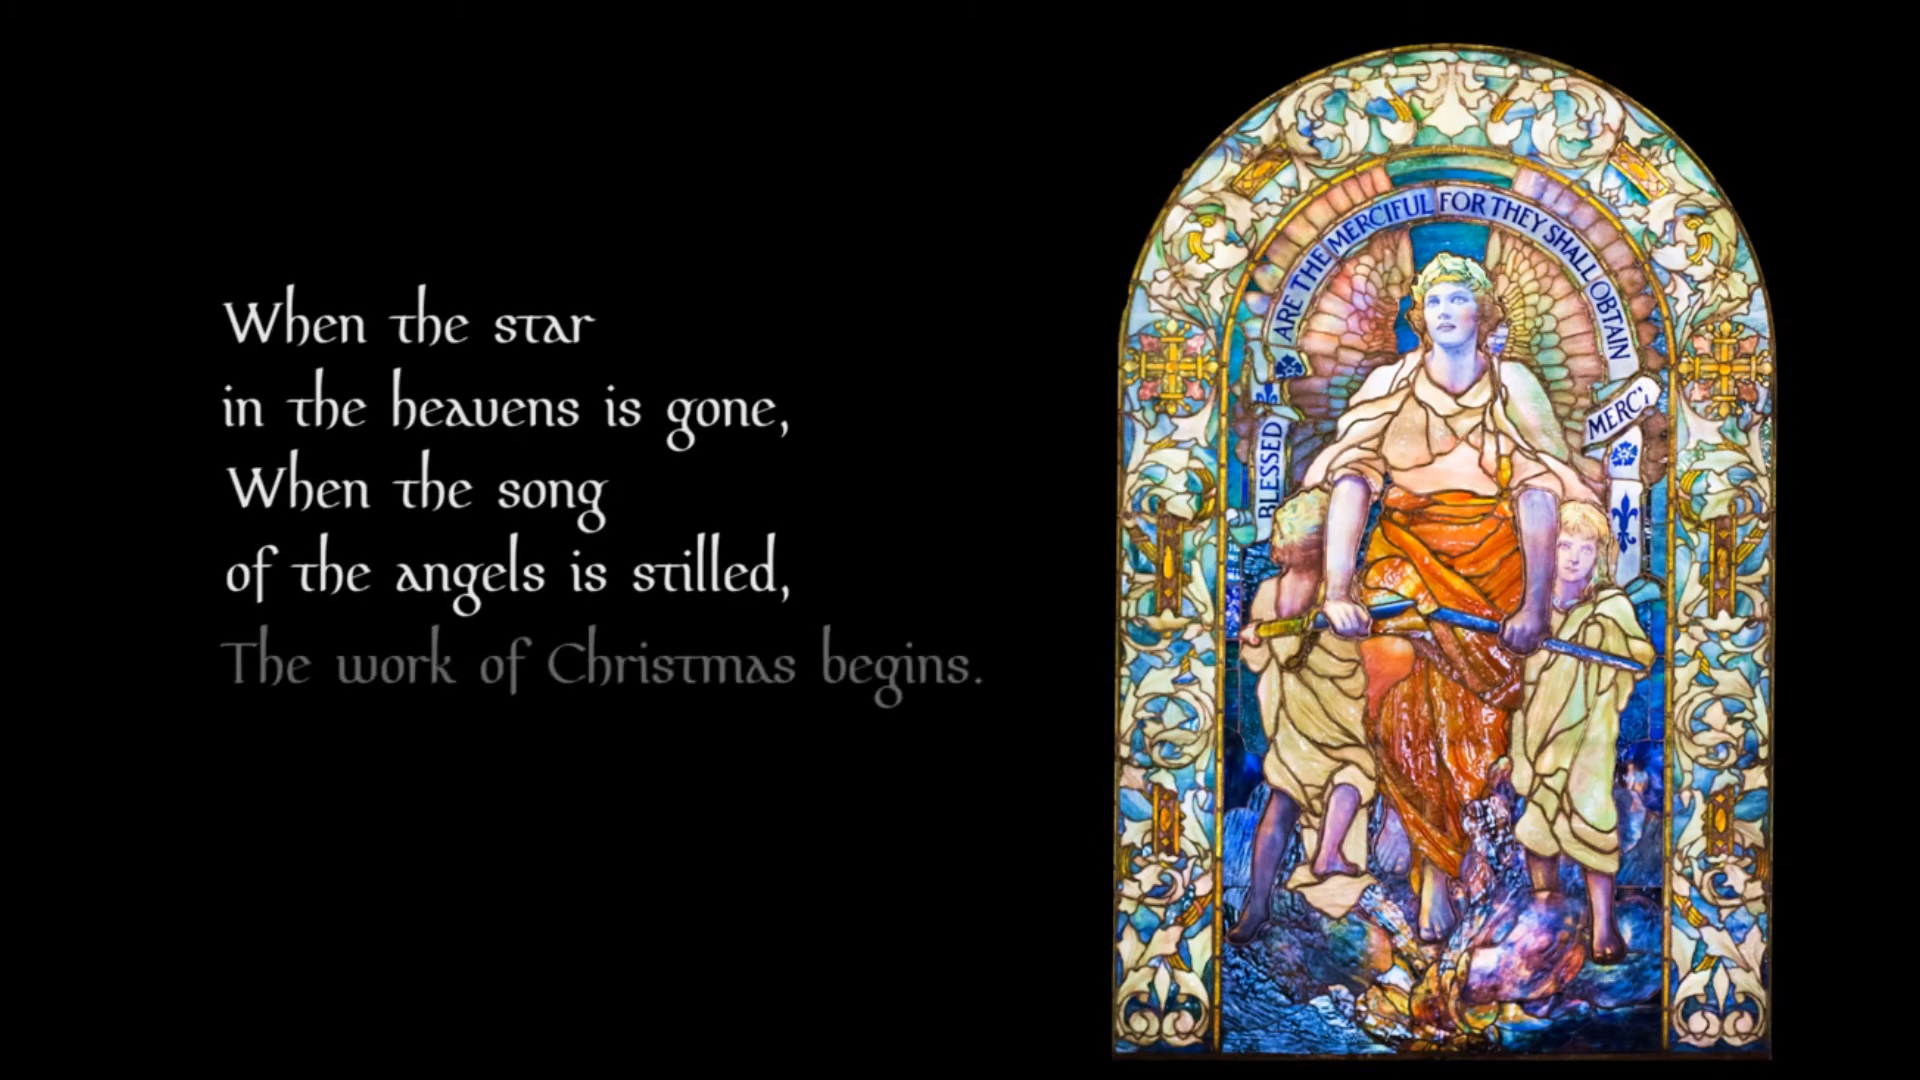 When the star
in the heavens is gone,
When the song
of the angels is stilled,
The work of Christmas begins.
BLESSED ARE THE MERCIFUL FOR THEY SHALL OBTAIN MERCY